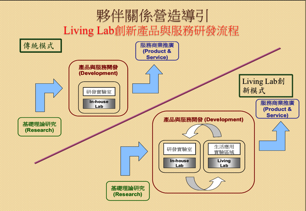 夥伴關係營造導引
Living Lab創新產品與服務研發流程
傳統模式
服務商業推廣
(Product &
Service)
產品與服務開發
(Development)
研發實驗室
In-house
Lab
基礎理論研究
(Research)
Living Lab創
新模式
服務商業推廣
(Product &
Service)
產品與服務開發 (Development)
研發實驗室
In-house
Lab
生活應用
實驗區域
Living
Lab
基礎理論研究
(Research)